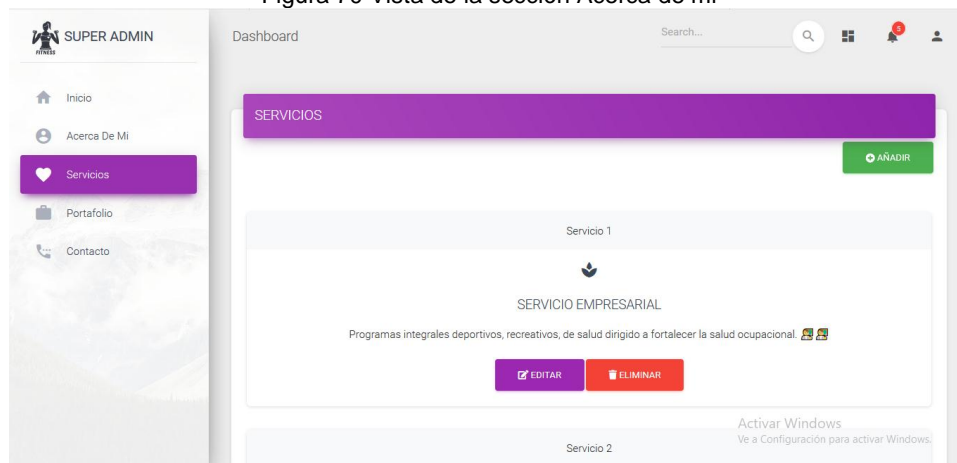 Figura 70 Vista de la sección Acerca de mi
FITNESS
SUPER ADMIN
Dashboard
Search...
5
Inicio
Acerca De Mi
Servicios
Portafolio
Contacto
SERVICIOS
AÑADIR
Servicio 1
SERVICIO EMPRESARIAL
Programas integrales deportivos, recreativos, de salud dirigido a fortalecer la salud ocupacional.
EDITAR
ELIMINAR
Activar Windows
Ve a Configuración para activar Windows.
Servicio 2